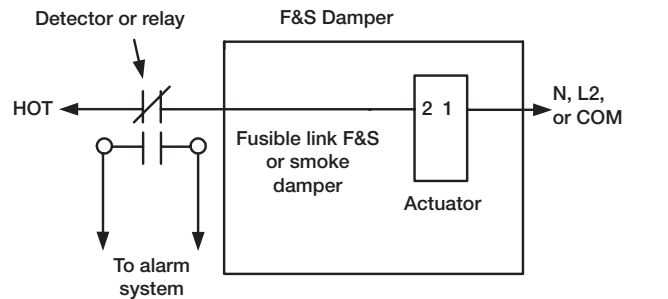 Detector or relay
F&S Damper
HOT
2 1
N, L2,
or COM
Fusible link F&S
or smoke
damper
Actuator
To alarm
system